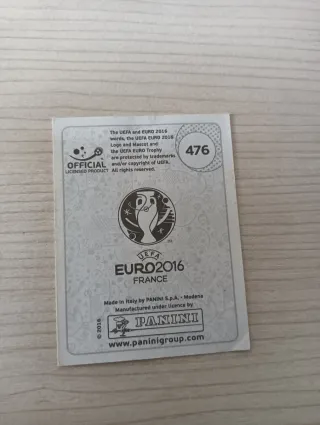 OFFICIAL
LICENSED PRODUCT
The UEFA and EURO 2016
words, the UEFA EURO 2016
Logo and Mascot and
the UEFA EURO Trophy
are protected by trademarks
and/or copyright of UEFA.
All rights reserved.
476
UEFA
EURO2016
FRANCE
Made in Italy by PANINI S.p.A. - Modena
Manufactured under licence by
PANINI
www.paninigroup.com
© 2016